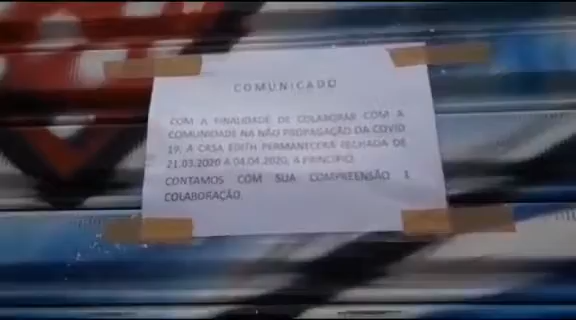 COMUNICADO
COM A FINALIDADE DE COLABORAR COM A
COMUNIDADE NA NÃO PROPAGAÇÃO DA COVID
19, A CASA EDITH PERMANECERÁ FECHADA DE
21.03.2020 A 04.04.2020, A PRINCÍPIO.
CONTAMOS COM SUA COMPREENSÃO E
COLABORAÇÃO.